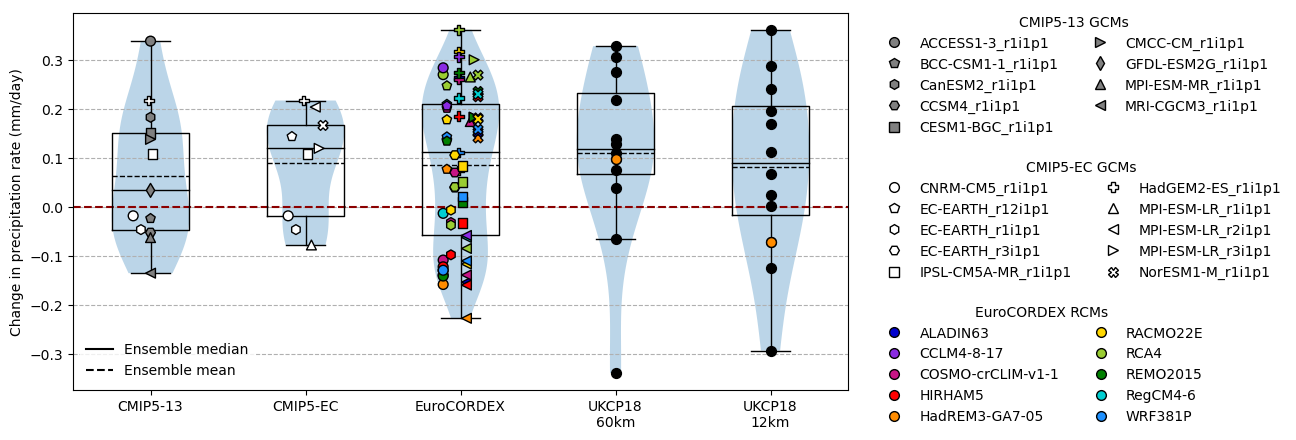 Change in precipitation rate (mm/day)
0.3
0.2
0.1
0.0
−0.1
−0.2
−0.3
Ensemble median
Ensemble mean
CMIP5-13
CMIP5-EC
EuroCORDEX
UKCP18
60km
UKCP18
12km
CMIP5-13 GCMs
ACCESS1-3_r1i1p1
BCC-CSM1-1_r1i1p1
CanESM2_r1i1p1
CCSM4_r1i1p1
CESM1-BGC_r1i1p1
CMCC-CM_r1i1p1
GFDL-ESM2G_r1i1p1
MPI-ESM-MR_r1i1p1
MRI-CGCM3_r1i1p1
CMIP5-EC GCMs
CNRM-CM5_r1i1p1
EC-EARTH_r12i1p1
EC-EARTH_r1i1p1
EC-EARTH_r3i1p1
IPSL-CM5A-MR_r1i1p1
HadGEM2-ES_r1i1p1
MPI-ESM-LR_r1i1p1
MPI-ESM-LR_r2i1p1
MPI-ESM-LR_r3i1p1
NorESM1-M_r1i1p1
EuroCORDEX RCMs
ALADIN63
CCLM4-8-17
COSMO-crCLIM-v1-1
HIRHAM5
HadREM3-GA7-05
RACMO22E
RCA4
REMO2015
RegCM4-6
WRF381P